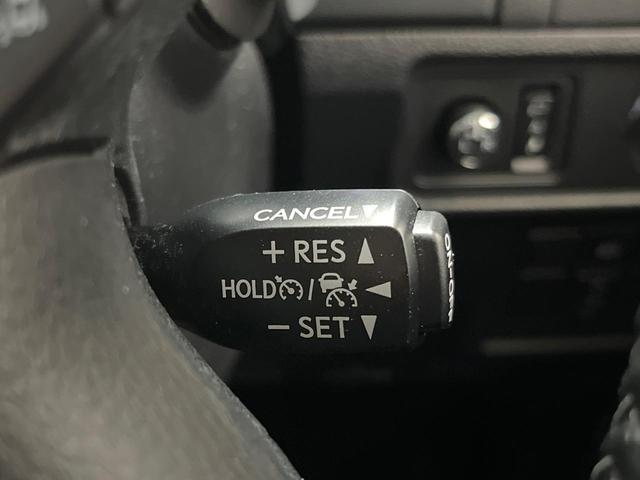 CANCEL ▼
+ RES ▲
HOLD / ◀
− SET ▼
ON-OFF